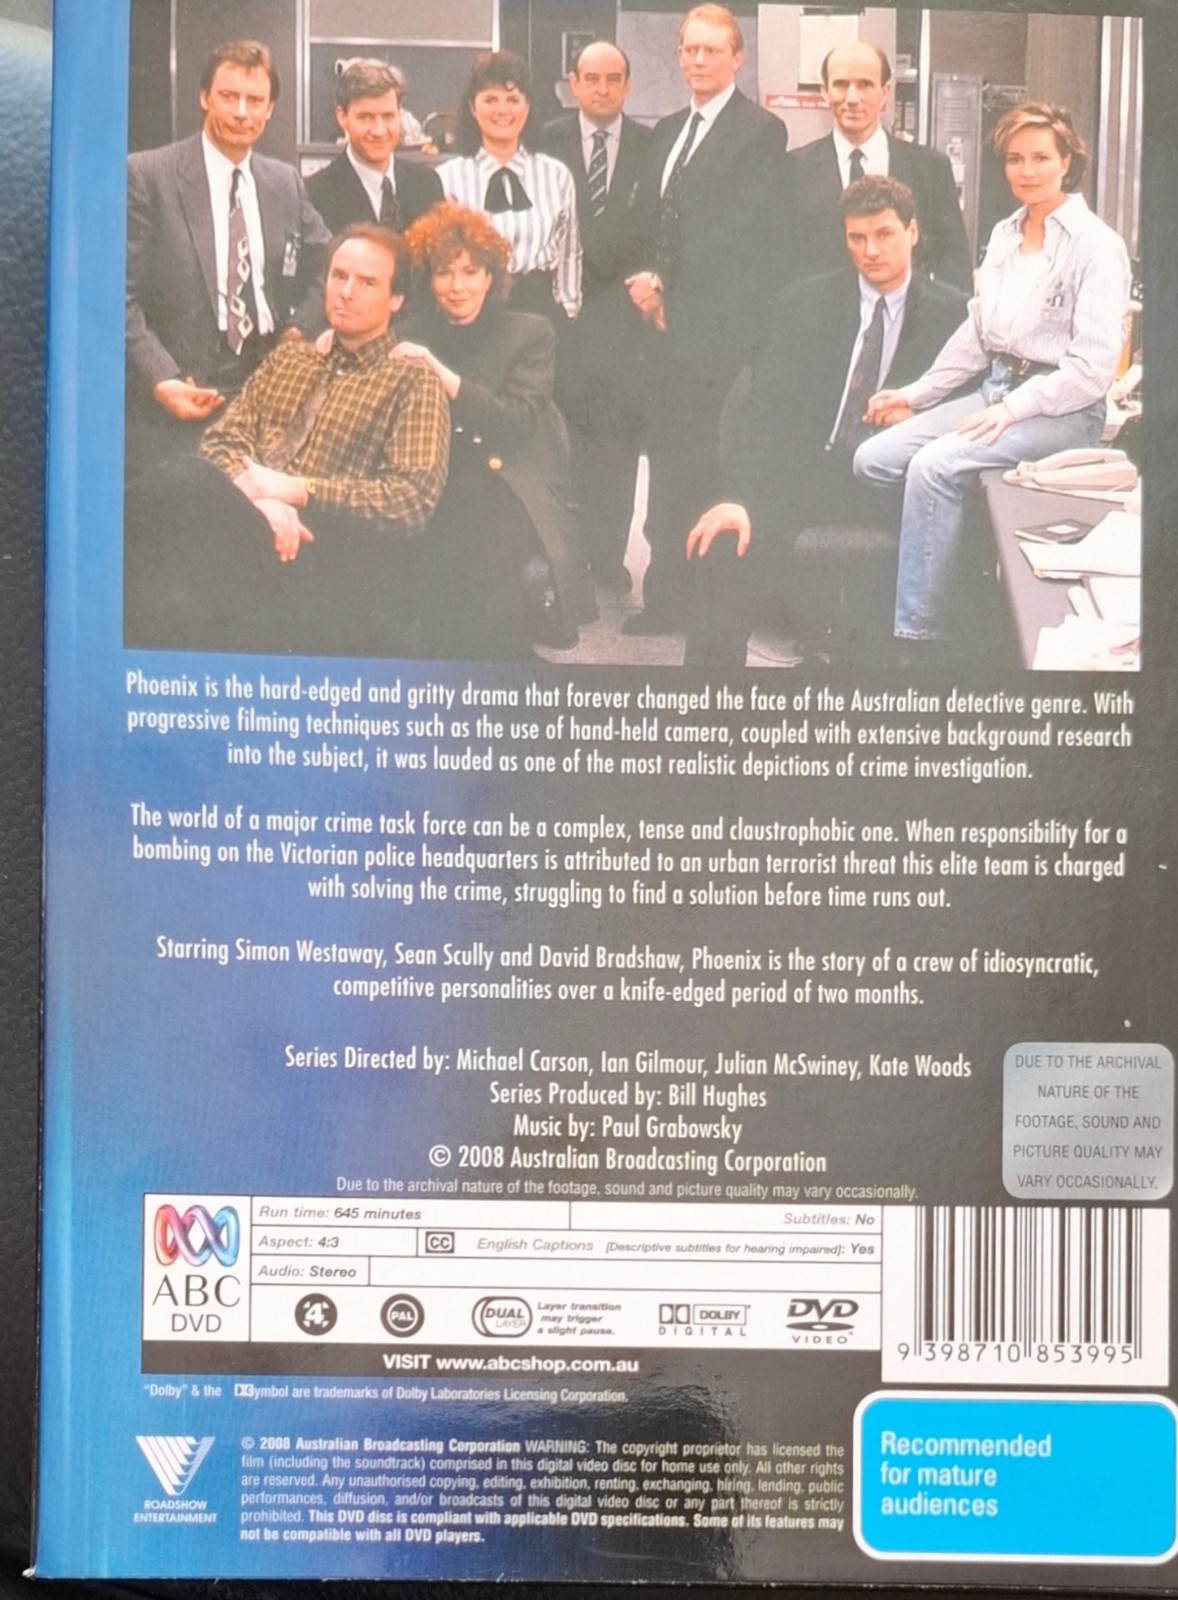 Phoenix is the hard-edged and gritty drama that forever changed the face of the Australian detective genre. With
progressive filming techniques such as the use of hand-held camera, coupled with extensive background research
into the subject, it was lauded as one of the most realistic depictions of crime investigation.
The world of a major crime task force can be a complex, tense and claustrophobic one. When responsibility for a
bombing on the Victorian police headquarters is attributed to an urban terrorist threat this elite team is charged
with solving the crime, struggling to find a solution before time runs out.
Starring Simon Westaway, Sean Scully and David Bradshaw, Phoenix is the story of a crew of idiosyncratic,
competitive personalities over a knife-edged period of two months.
Series Directed by: Michael Carson, Ian Gilmour, Julian McSwiney, Kate Woods
Series Produced by: Bill Hughes
Music by: Paul Grabowsky
© 2008 Australian Broadcasting Corporation
Due to the archival nature of the footage, sound and picture quality may vary occasionally.
DUE TO THE ARCHIVAL
NATURE OF THE
FOOTAGE, SOUND AND
PICTURE QUALITY MAY
VARY OCCASIONALLY.
ABC
DVD
Run time: 645 minutes
Subtitles: No
Aspect: 4:3
CC English Captions [Descriptive subtitles for hearing impaired]: Yes
Audio: Stereo
4
PAL
DUAL
LAYER
Layer transition
may trigger
a slight pause.
DOLBY
DIGITAL
DVD
VIDEO™
9 398710 853995
VISIT www.abcshop.com.au
"Dolby" & the symbol are trademarks of Dolby Laboratories Licensing Corporation.
ROADSHOW
ENTERTAINMENT
© 2008 Australian Broadcasting Corporation WARNING: The copyright proprietor has licensed the
film (including the soundtrack) comprised in this digital video disc for home use only. All other rights
are reserved. Any unauthorised copying, editing, exhibition, renting, exchanging, hiring, lending, public
performances, diffusion, and/or broadcasts of this digital video disc or any part thereof is strictly
prohibited. This DVD disc is compliant with applicable DVD specifications. Some of its features may
not be compatible with all DVD players.
Recommended
for mature
audiences